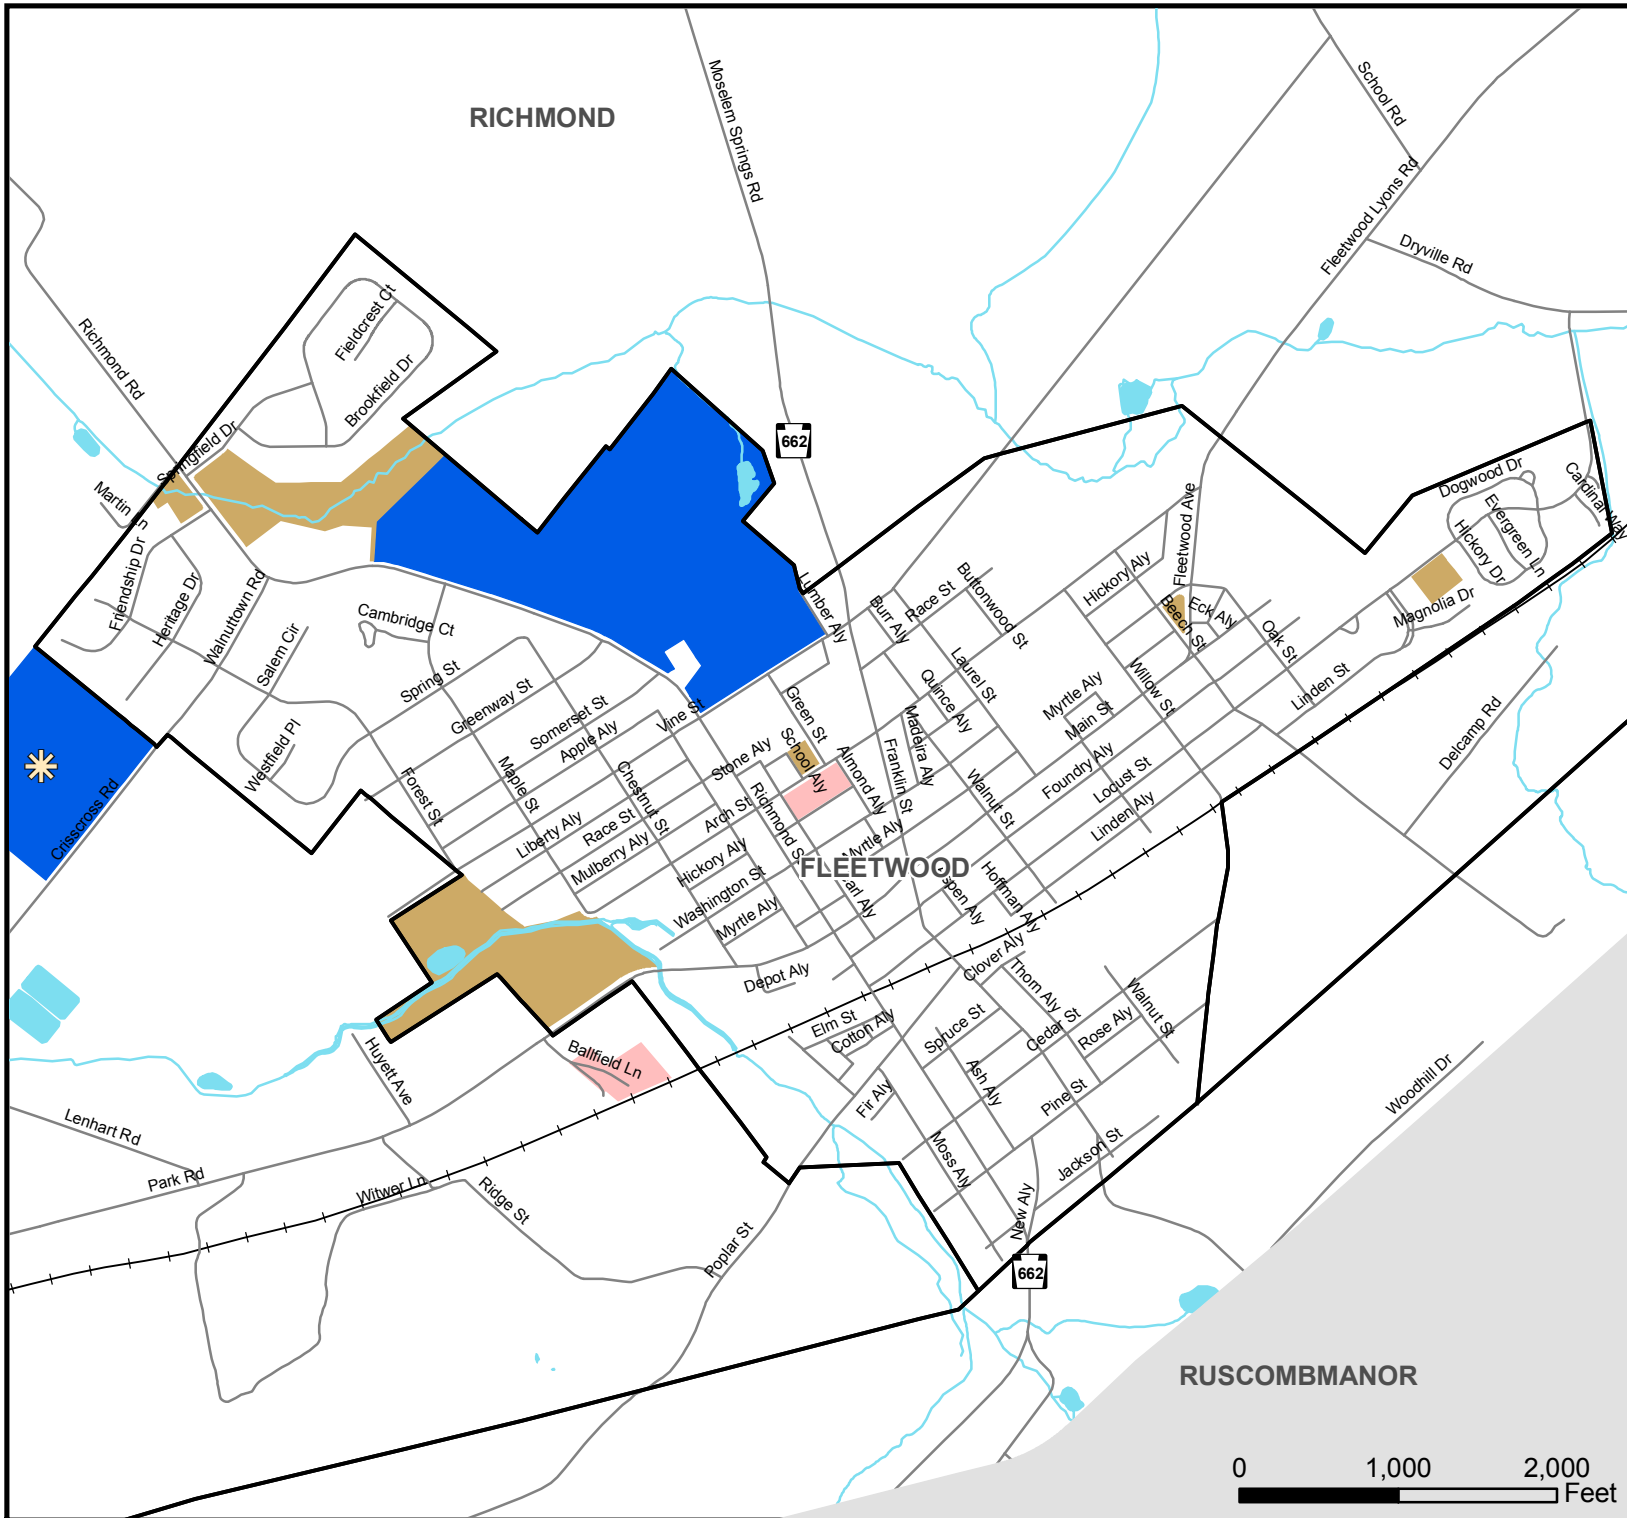 RICHMOND
Moselem Springs Rd
School Rd
Fleetwood Lyons Rd
Dryville Rd
Richmond Rd
Fieldcrest Ct
Brookfield Dr
Springfield Dr
Martin Ln
662
Friendship Dr
Heritage Dr
Walnuttown Rd
Salem Cir
Cambridge Ct
Lumber Aly
Burr Aly
Race St
Buttonwood St
Hickory Aly
Fleetwood Ave
Beech St
Eck Aly
Oak St
Dogwood Dr
Evergreen Ln
Hickory Dr
Cardinal Way
Magnolia Dr
Linden St
Spring St
Greenway St
Somerset St
Apple Aly
Vine St
Green St
Laurel St
Quince Aly
Myrtle Aly
Main St
Willow St
Delcamp Rd
Westfield Pl
Forest St
Maple St
Chestnut St
Stone Aly
School Aly
Almond Aly
Madeira Aly
Franklin St
Walnut St
Foundry Aly
Locust St
Linden Aly
Crisscross Rd
Liberty Aly
Race St
Mulberry Aly
Arch St
Richmond St
Hickory Aly
Washington St
Myrtle Aly
Myrtle Aly
FLEETWOOD
Hoffman Aly
Depot Aly
Clover Aly
Thorn Aly
Walnut St
Elm St
Cotton Aly
Spruce St
Cedar St
Rose Aly
Ash Aly
Pine St
Fir Aly
Ballfield Ln
Huyett Ave
Lenhart Rd
Park Rd
Witwer Ln
Ridge St
Poplar St
Moss Aly
New Aly
Jackson St
Woodhill Dr
662
RUSCOMBMANOR
0 1,000 2,000
Feet